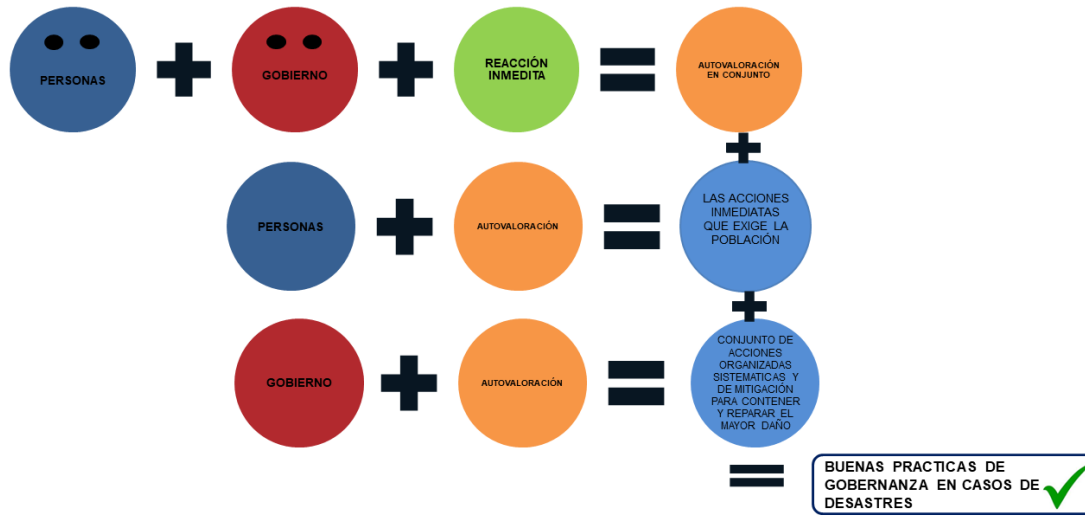 PERSONAS
GOBIERNO
REACCIÓN
INMEDITA
AUTOVALORACIÓN
EN CONJUNTO
PERSONAS
AUTOVALORACIÓN
LAS ACCIONES
INMEDIATAS
QUE EXIGE LA
POBLACIÓN
GOBIERNO
AUTOVALORACIÓN
CONJUNTO DE
ACCIONES
ORGANIZADAS
SISTEMATICAS Y
DE MITIGACIÓN
PARA CONTENER
Y REPARAR EL
MAYOR DAÑO
BUENAS PRACTICAS DE
GOBERNANZA EN CASOS DE
DESASTRES